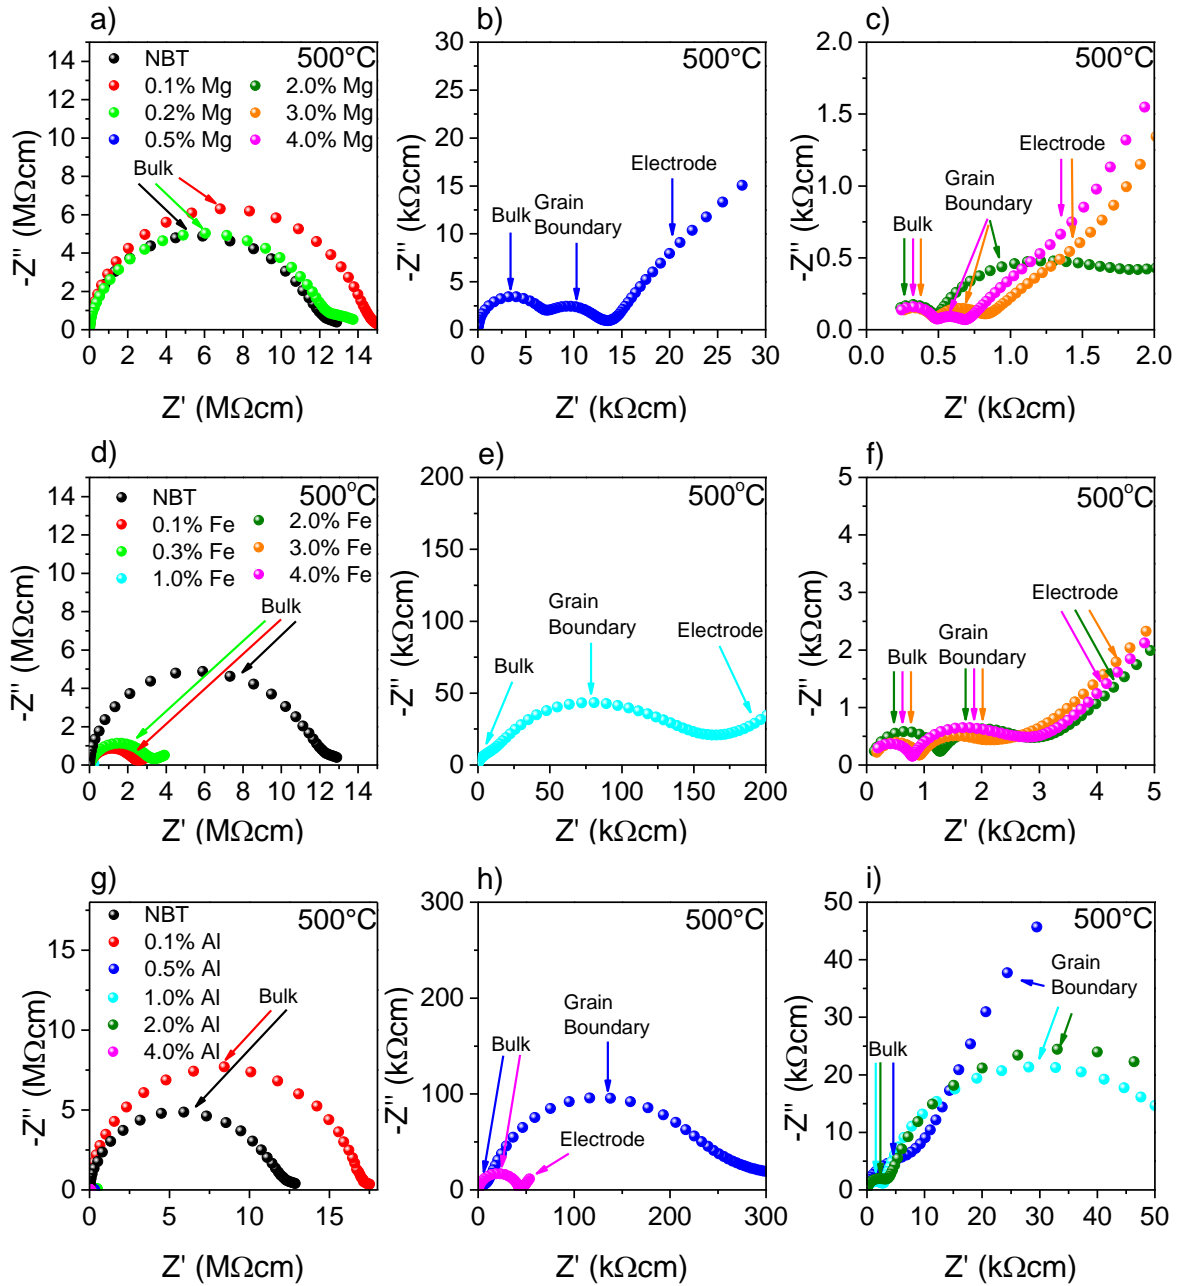 a)
500°C
NBT
0.1% Mg
0.2% Mg
0.5% Mg
2.0% Mg
3.0% Mg
4.0% Mg
Bulk
-Z'' (MΩcm)
14
12
10
8
6
4
2
0
0 2 4 6 8 10 12 14
Z' (MΩcm)
b)
500°C
Bulk
Grain
Boundary
Electrode
-Z'' (kΩcm)
30
25
20
15
10
5
0
0 5 10 15 20 25 30
Z' (kΩcm)
c)
500°C
Electrode
Grain
Boundary
Bulk
-Z'' (kΩcm)
2.0
1.5
1.0
0.5
0.0
0.0 0.5 1.0 1.5 2.0
Z' (kΩcm)
d)
500°C
NBT
0.1% Fe
0.3% Fe
1.0% Fe
2.0% Fe
3.0% Fe
4.0% Fe
Bulk
-Z'' (MΩcm)
14
12
10
8
6
4
2
0
0 2 4 6 8 10 12 14
Z' (MΩcm)
e)
500°C
Grain
Boundary
Electrode
Bulk
-Z'' (kΩcm)
200
150
100
50
0
0 50 100 150 200
Z' (kΩcm)
f)
500°C
Electrode
Grain
Boundary
Bulk
-Z'' (kΩcm)
5
4
3
2
1
0
0 1 2 3 4 5
Z' (kΩcm)
g)
500°C
NBT
0.1% Al
0.5% Al
1.0% Al
2.0% Al
4.0% Al
Bulk
-Z'' (MΩcm)
15
10
5
0
0 5 10 15
Z' (MΩcm)
h)
500°C
Grain
Boundary
Bulk
Electrode
-Z'' (kΩcm)
300
200
100
0
0 100 200 300
Z' (kΩcm)
i)
500°C
Grain
Boundary
Bulk
-Z'' (kΩcm)
50
40
30
20
10
0
0 10 20 30 40 50
Z' (kΩcm)